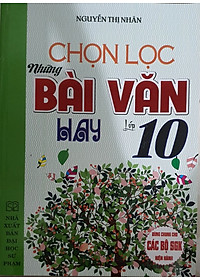 NGUYỄN THỊ NHÀN
CHỌN LỌC
Những
BÀI VĂN
HAY Lớp 10
DÙNG CHUNG CHO
CÁC BỘ SGK
HIỆN HÀNH
NHÀ
XUẤT
BẢN
ĐẠI
HỌC
SƯ
PHẠM